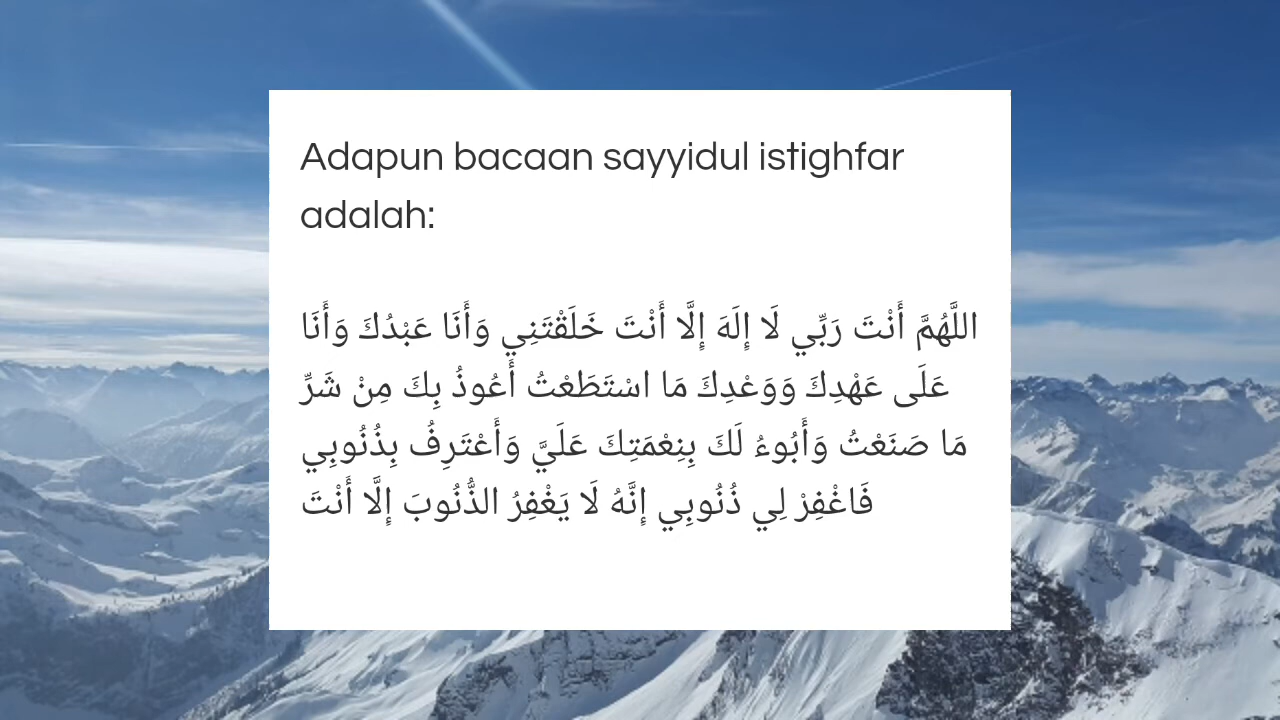 Adapun bacaan sayyidul istighfar
adalah:
اللَّهُمَّ أَنْتَ رَبِّي لَا إِلَهَ إِلَّا أَنْتَ خَلَقْتَنِي وَأَنَا عَبْدُكَ وَأَنَا
عَلَى عَهْدِكَ وَوَعْدِكَ مَا اسْتَطَعْتُ أَعُوذُ بِكَ مِنْ شَرِّ
مَا صَنَعْتُ وَأَبُوءُ لَكَ بِنِعْمَتِكَ عَلَيَّ وَأَعْتَرِفُ بِذُنُوبِي
فَاغْفِرْ لِي ذُنُوبِي إِنَّهُ لَا يَغْفِرُ الذُّنُوبَ إِلَّا أَنْتَ